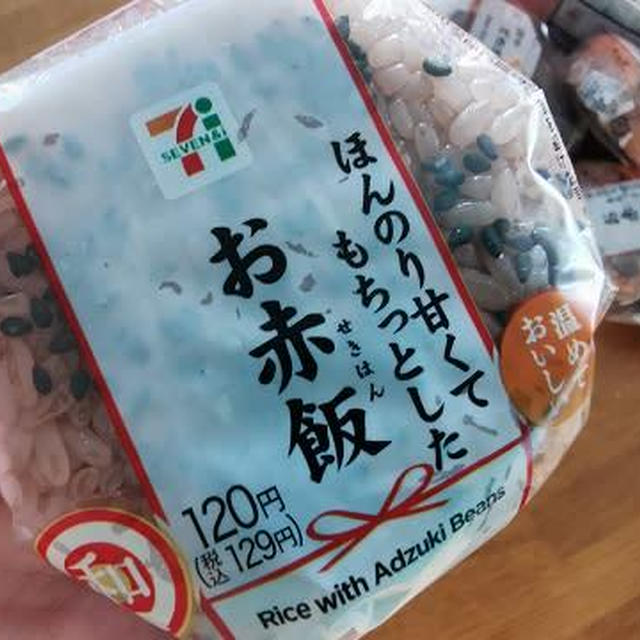 SEVEN&i
ほんのり甘くて
もちっとした
お赤飯
せきはん
温めて
おいし
120円
(税込129円)
Rice with Adzuki Beans
和